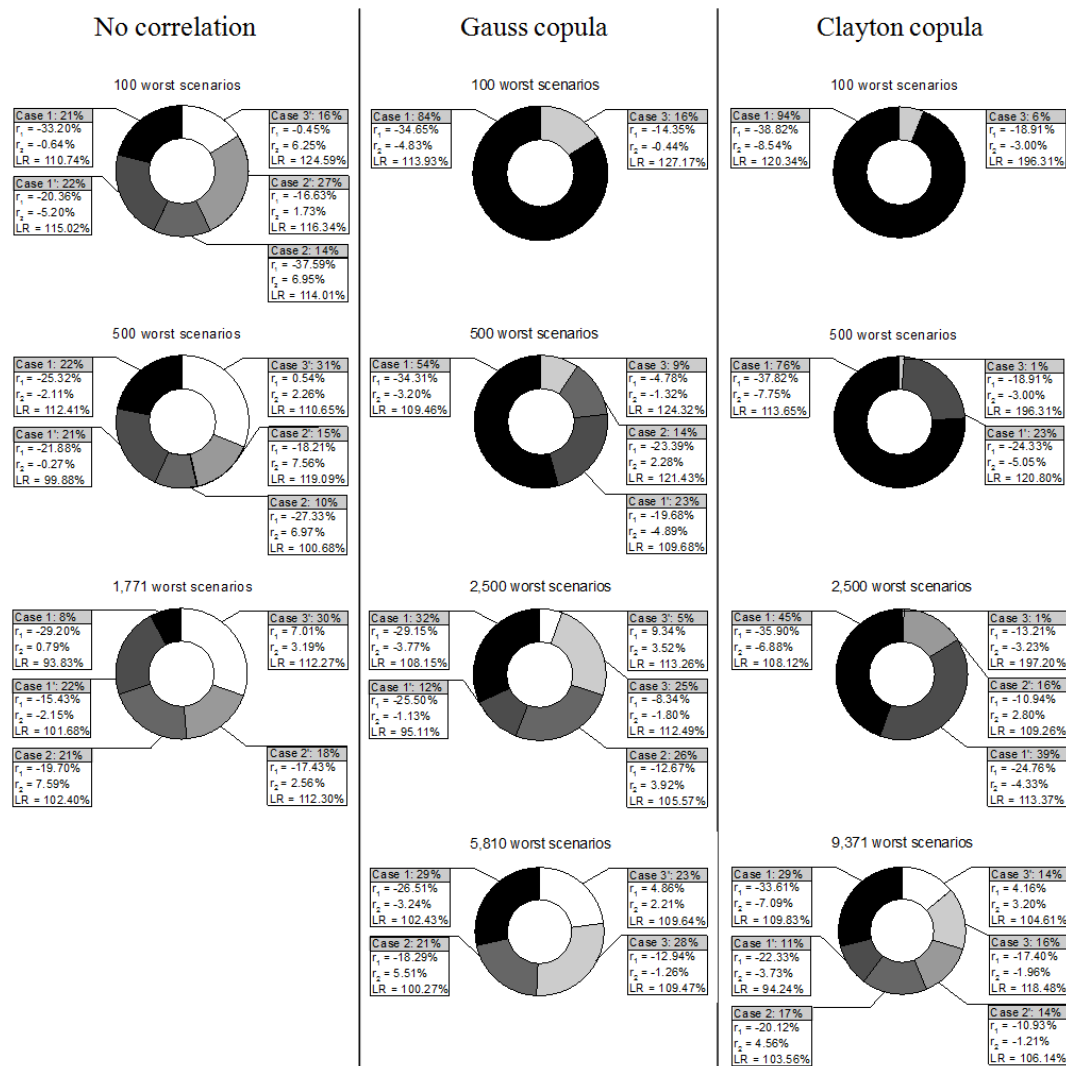 No correlation
100 worst scenarios
Case 1: 21%
r1 = -33.20%
r2 = -0.64%
LR = 110.74%
Case 3': 16%
r1 = -0.45%
r2 = 6.25%
LR = 124.59%
Case 1': 22%
r1 = -20.36%
r2 = -5.20%
LR = 115.02%
Case 2': 27%
r1 = -16.63%
r2 = 1.73%
LR = 116.34%
Case 2: 14%
r1 = -37.59%
r2 = 6.95%
LR = 114.01%
500 worst scenarios
Case 1: 22%
r1 = -25.32%
r2 = -2.11%
LR = 112.41%
Case 3': 31%
r1 = 0.54%
r2 = 2.26%
LR = 110.65%
Case 1': 21%
r1 = -21.88%
r2 = -0.27%
LR = 99.88%
Case 2': 15%
r1 = -18.21%
r2 = 7.56%
LR = 119.09%
Case 2: 10%
r1 = -27.33%
r2 = 6.97%
LR = 100.68%
1,771 worst scenarios
Case 1: 8%
r1 = -29.20%
r2 = 0.79%
LR = 93.83%
Case 3': 30%
r1 = 7.01%
r2 = 3.19%
LR = 112.27%
Case 1': 22%
r1 = -15.43%
r2 = -2.15%
LR = 101.68%
Case 2: 21%
r1 = -19.70%
r2 = 7.59%
LR = 102.40%
Case 2': 18%
r1 = -17.43%
r2 = 2.56%
LR = 112.30%
Gauss copula
100 worst scenarios
Case 1: 84%
r1 = -34.65%
r2 = -4.83%
LR = 113.93%
Case 3: 16%
r1 = -14.35%
r2 = -0.44%
LR = 127.17%
500 worst scenarios
Case 1: 54%
r1 = -34.31%
r2 = -3.20%
LR = 109.46%
Case 3: 9%
r1 = -4.78%
r2 = -1.32%
LR = 124.32%
Case 2: 14%
r1 = -23.39%
r2 = 2.28%
LR = 121.43%
Case 1': 23%
r1 = -19.68%
r2 = -4.89%
LR = 109.68%
2,500 worst scenarios
Case 1: 32%
r1 = -29.15%
r2 = -3.77%
LR = 108.15%
Case 3': 5%
r1 = 9.34%
r2 = 3.52%
LR = 113.26%
Case 1': 12%
r1 = -25.50%
r2 = -1.13%
LR = 95.11%
Case 3: 25%
r1 = -8.34%
r2 = -1.80%
LR = 112.49%
Case 2: 26%
r1 = -12.67%
r2 = 3.92%
LR = 105.57%
5,810 worst scenarios
Case 1: 29%
r1 = -26.51%
r2 = -3.24%
LR = 102.43%
Case 3': 23%
r1 = 4.86%
r2 = 2.21%
LR = 109.64%
Case 2: 21%
r1 = -18.29%
r2 = 5.51%
LR = 100.27%
Case 3: 28%
r1 = -12.94%
r2 = -1.26%
LR = 109.47%
Clayton copula
100 worst scenarios
Case 1: 94%
r1 = -38.82%
r2 = -8.54%
LR = 120.34%
Case 3: 6%
r1 = -18.91%
r2 = -3.00%
LR = 196.31%
500 worst scenarios
Case 1: 76%
r1 = -37.82%
r2 = -7.75%
LR = 113.65%
Case 3: 1%
r1 = -18.91%
r2 = -3.00%
LR = 196.31%
Case 1': 23%
r1 = -24.33%
r2 = -5.05%
LR = 120.80%
2,500 worst scenarios
Case 1: 45%
r1 = -35.90%
r2 = -6.88%
LR = 108.12%
Case 3: 1%
r1 = -13.21%
r2 = -3.23%
LR = 197.20%
Case 2': 16%
r1 = -10.94%
r2 = 2.80%
LR = 109.26%
Case 1': 39%
r1 = -24.76%
r2 = -4.33%
LR = 113.37%
9,371 worst scenarios
Case 1: 29%
r1 = -33.61%
r2 = -7.09%
LR = 109.83%
Case 3': 14%
r1 = 4.16%
r2 = 3.20%
LR = 104.61%
Case 1': 11%
r1 = -22.33%
r2 = -3.73%
LR = 94.24%
Case 3: 16%
r1 = -17.40%
r2 = -1.96%
LR = 118.48%
Case 2: 17%
r1 = -20.12%
r2 = 4.56%
LR = 103.56%
Case 2': 14%
r1 = -10.93%
r2 = -1.21%
LR = 106.14%